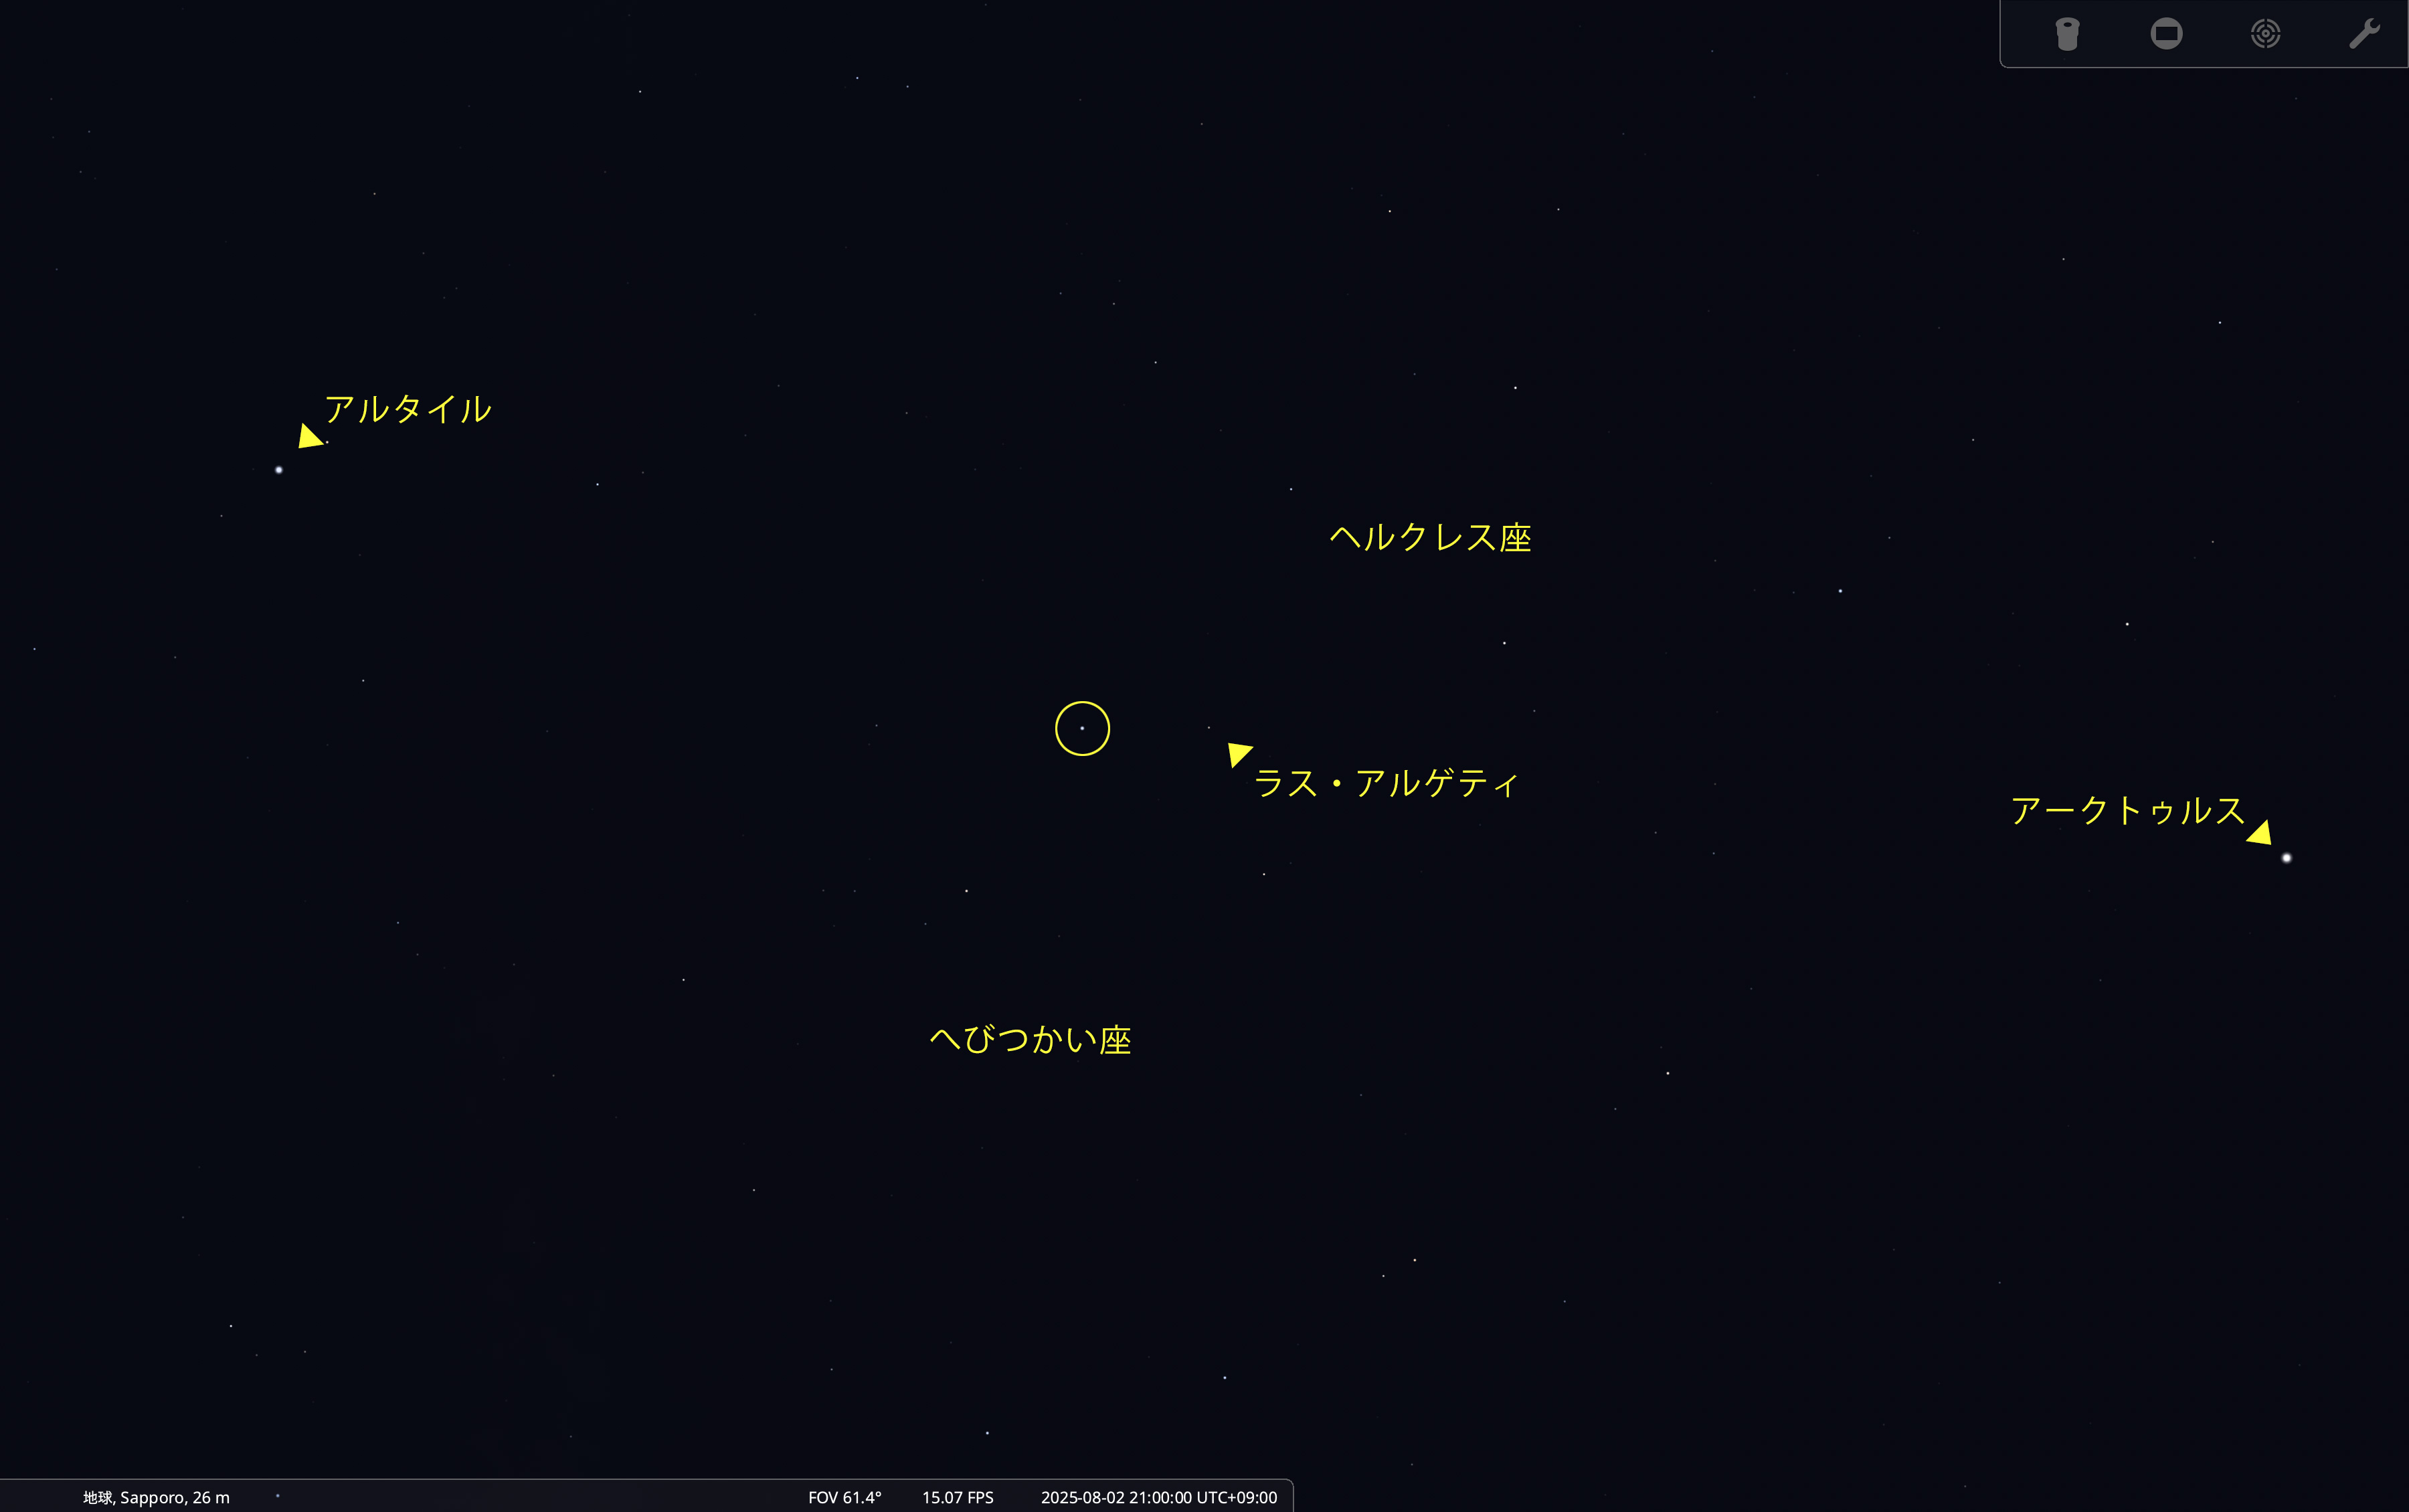 アルタイル
ヘルクレス座
ラス・アルゲティ
アークトゥルス
へびつかい座
地球, Sapporo, 26 m
FOV 61.4°
15.07 FPS
2025-08-02 21:00:00 UTC+09:00